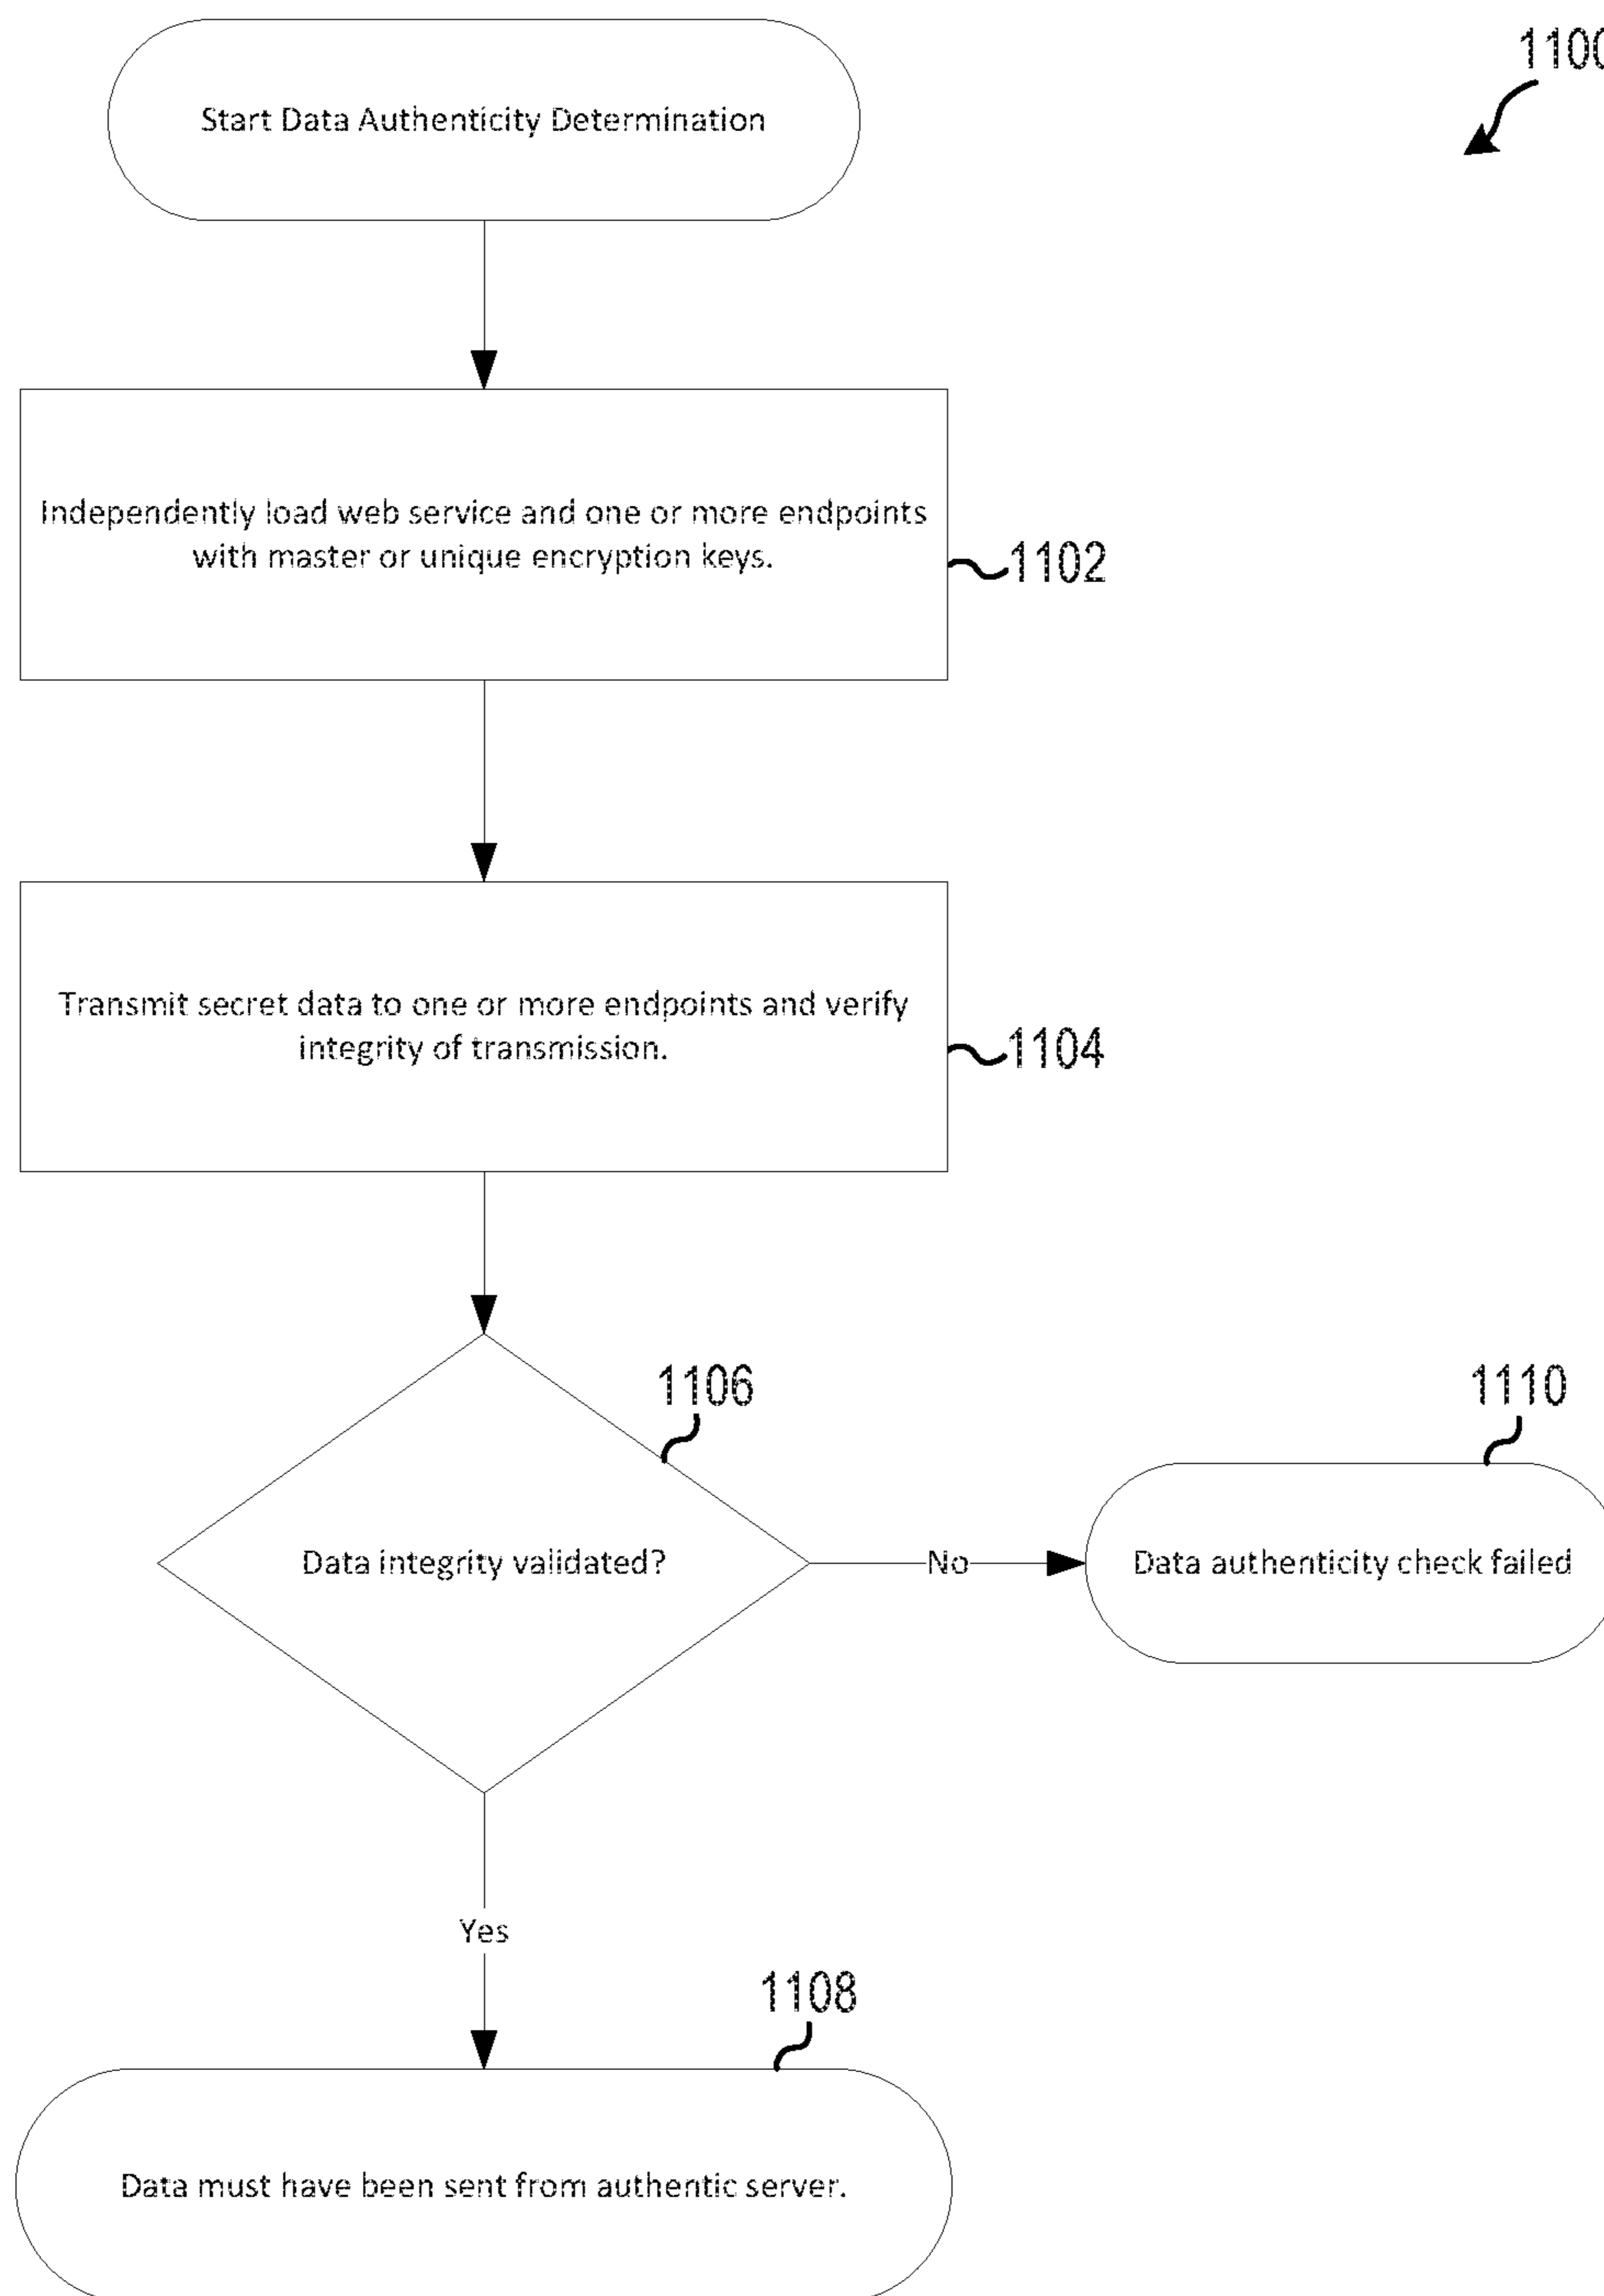 1100
Start Data Authenticity Determination
Independently load web service and one or more endpoints
with master or unique encryption keys.
1102
Transmit secret data to one or more endpoints and verify
integrity of transmission.
1104
1106
1110
Data integrity validated?
No
Data authenticity check failed
Yes
1108
Data must have been sent from authentic server.